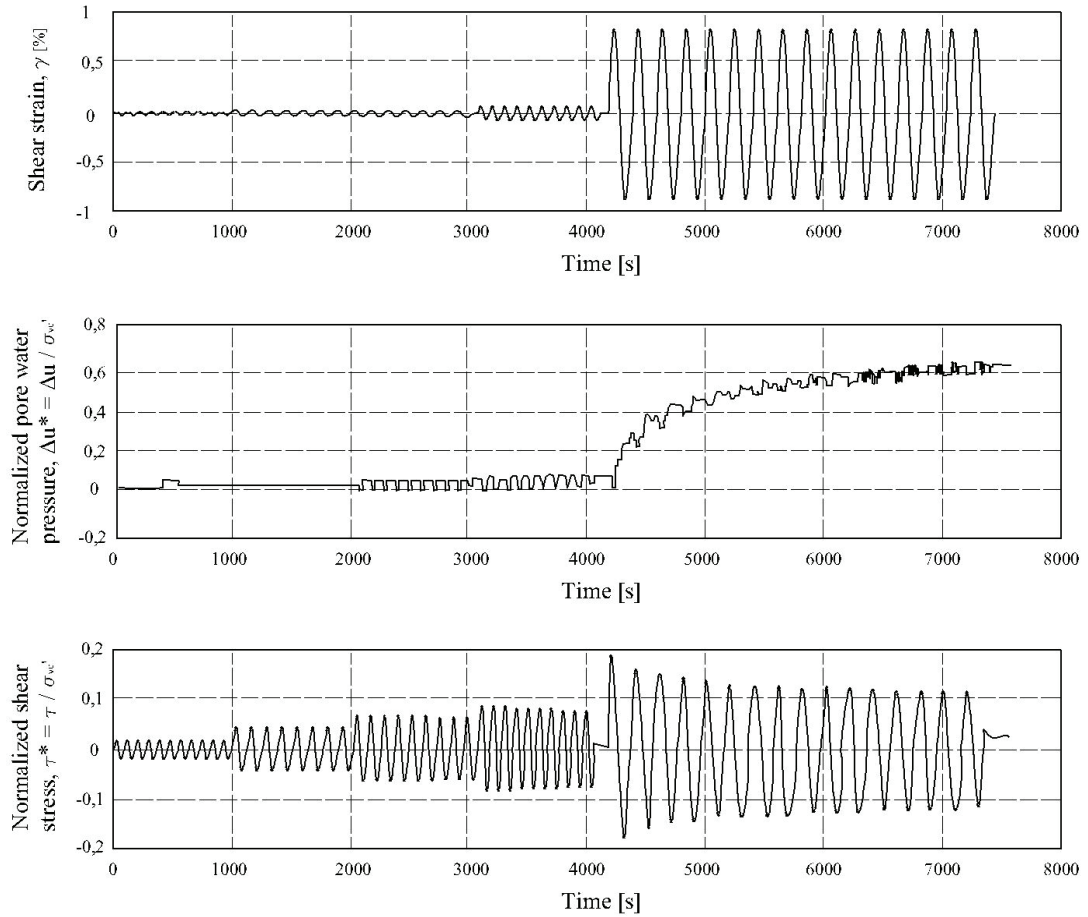 Shear strain, γ [%]
1
0,5
0
-0,5
-1
0 1000 2000 3000 4000 5000 6000 7000 8000
Time [s]
Normalized pore water
pressure, Δu* = Δu / σvc'
0,8
0,6
0,4
0,2
0
-0,2
0 1000 2000 3000 4000 5000 6000 7000 8000
Time [s]
Normalized shear
stress, τ* = τ / σvc'
0,2
0,1
0
-0,1
-0,2
0 1000 2000 3000 4000 5000 6000 7000 8000
Time [s]